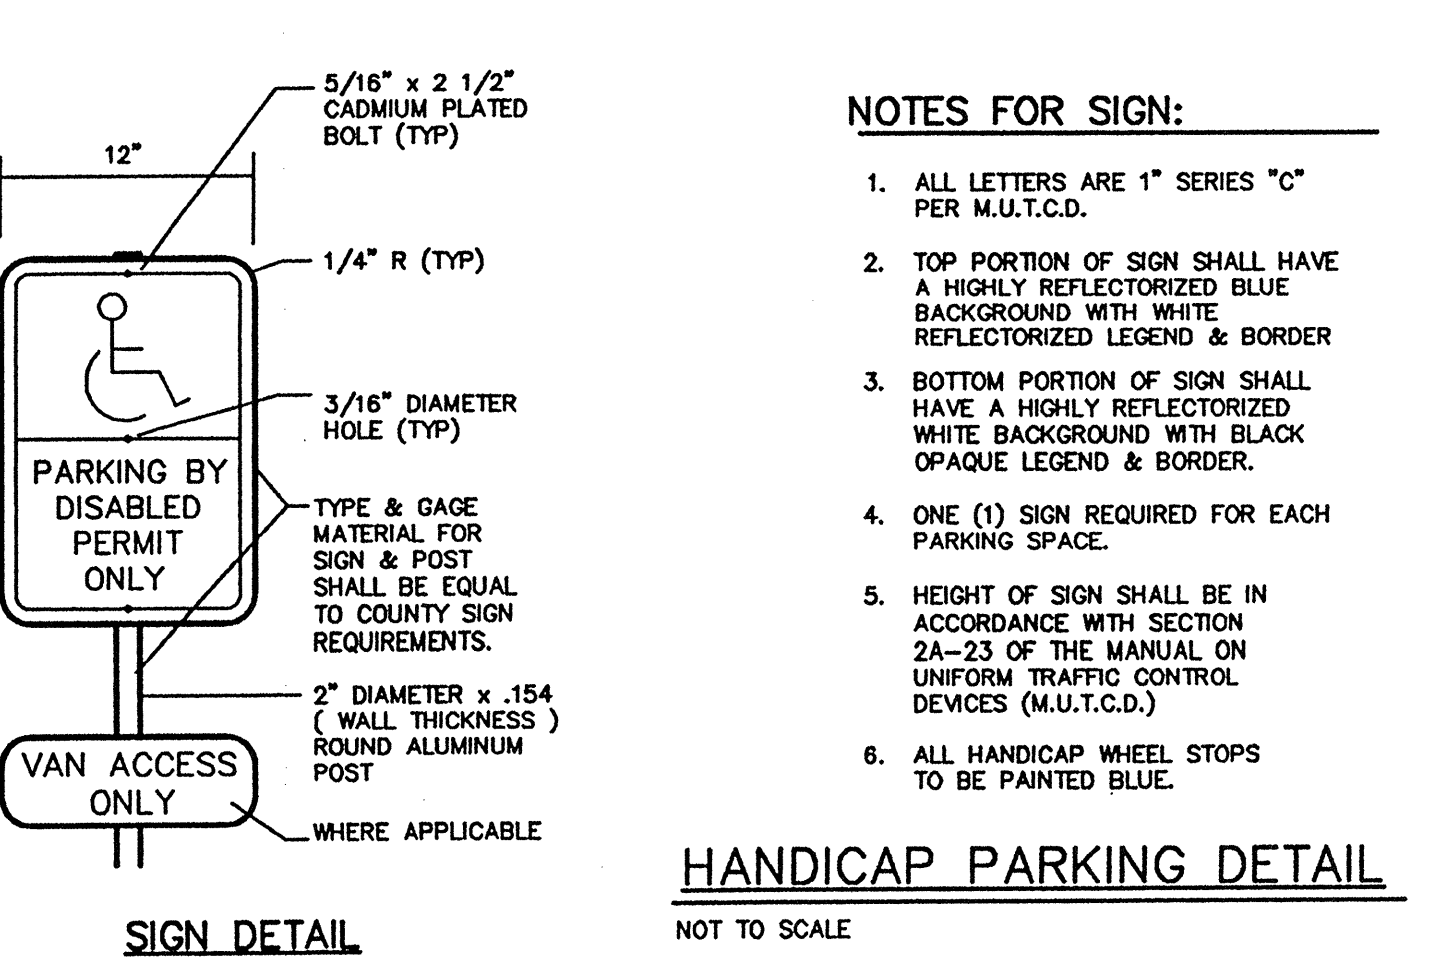 5/16" x 2 1/2"
CADMIUM PLATED
BOLT (TYP)
12"
1/4" R (TYP)
3/16" DIAMETER
HOLE (TYP)
PARKING BY
DISABLED
PERMIT
ONLY
TYPE & GAGE
MATERIAL FOR
SIGN & POST
SHALL BE EQUAL
TO COUNTY SIGN
REQUIREMENTS.
2" DIAMETER x .154
( WALL THICKNESS )
ROUND ALUMINUM
POST
VAN ACCESS
ONLY
WHERE APPLICABLE
SIGN DETAIL
NOTES FOR SIGN:
1. ALL LETTERS ARE 1" SERIES "C"
PER M.U.T.C.D.
2. TOP PORTION OF SIGN SHALL HAVE
A HIGHLY REFLECTORIZED BLUE
BACKGROUND WITH WHITE
REFLECTORIZED LEGEND & BORDER
3. BOTTOM PORTION OF SIGN SHALL
HAVE A HIGHLY REFLECTORIZED
WHITE BACKGROUND WITH BLACK
OPAQUE LEGEND & BORDER.
4. ONE (1) SIGN REQUIRED FOR EACH
PARKING SPACE.
5. HEIGHT OF SIGN SHALL BE IN
ACCORDANCE WITH SECTION
2A-23 OF THE MANUAL ON
UNIFORM TRAFFIC CONTROL
DEVICES (M.U.T.C.D.)
6. ALL HANDICAP WHEEL STOPS
TO BE PAINTED BLUE.
HANDICAP PARKING DETAIL
NOT TO SCALE